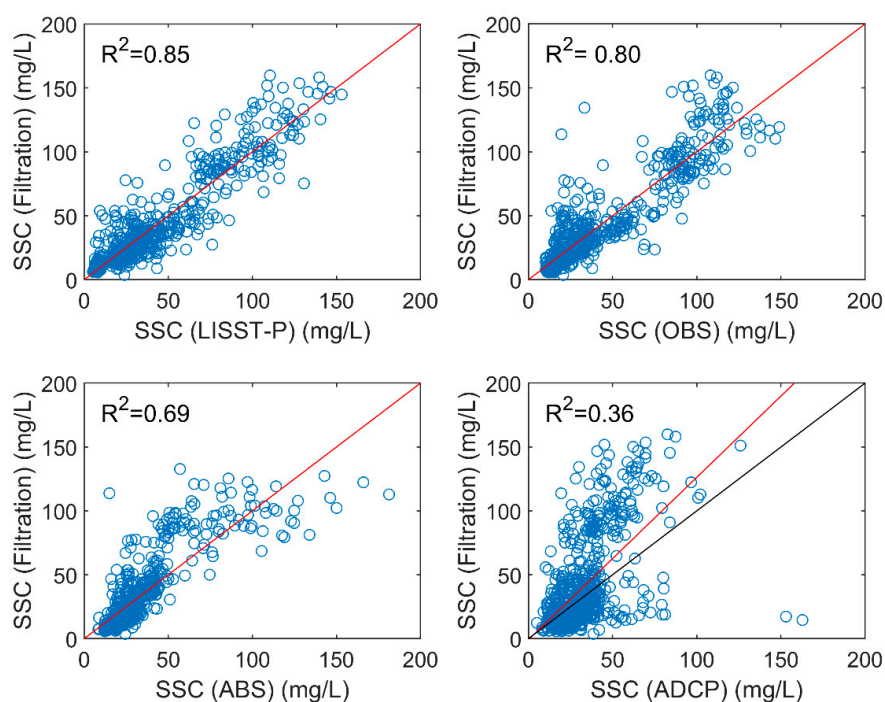 200
150
100
50
0
SSC (Filtration) (mg/L)
R²=0.85
0 50 100 150 200
SSC (LISST-P) (mg/L)
200
150
100
50
0
SSC (Filtration) (mg/L)
R²= 0.80
0 50 100 150 200
SSC (OBS) (mg/L)
200
150
100
50
0
SSC (Filtration) (mg/L)
R²=0.69
0 50 100 150 200
SSC (ABS) (mg/L)
200
150
100
50
0
SSC (Filtration) (mg/L)
R²=0.36
0 50 100 150 200
SSC (ADCP) (mg/L)